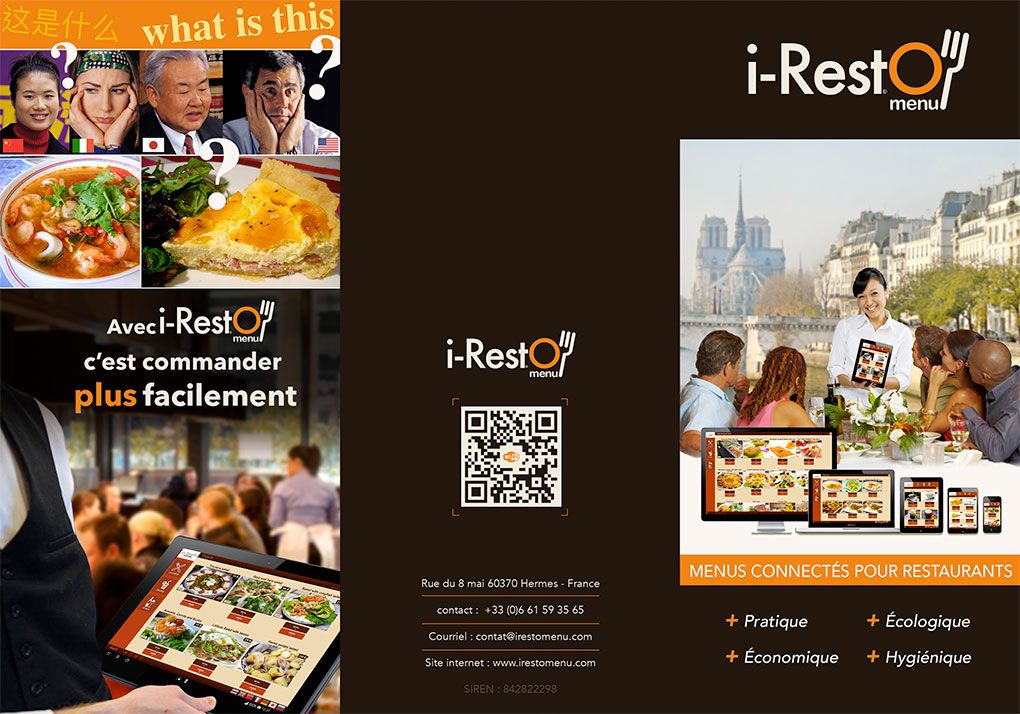 这是什么 what is this
? ? ? ?
Avec i-Resto
menu
c'est commander
plus facilement
i-Resto
menu
Rue du 8 mai 60370 Hermes - France
contact : +33 (0)6 61 59 35 65
Courriel : contat@irestomenu.com
Site internet : www.irestomenu.com
SIREN : 842822298
i-Resto
menu
MENUS CONNECTÉS POUR RESTAURANTS
+ Pratique + Écologique
+ Économique + Hygiénique